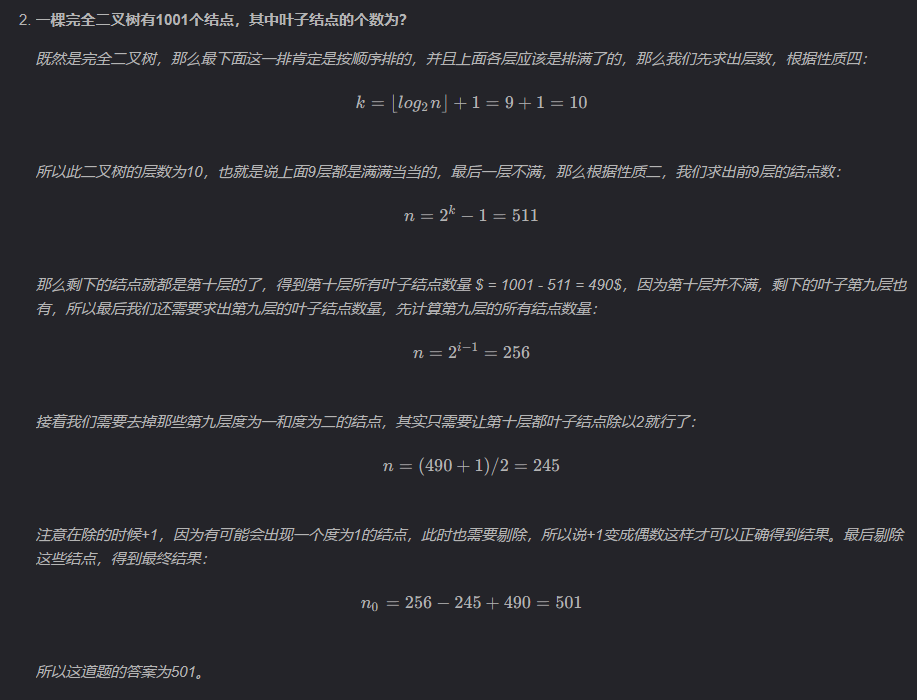 2. 一棵完全二叉树有1001个结点，其中叶子结点的个数为?
既然是完全二叉树，那么最下面这一排肯定是按顺序排的，并且上面各层应该是排满了的，那么我们先求出层数，根据性质四：
k = ⌊log₂n⌋ + 1 = 9 + 1 = 10
所以此二叉树的层数为10，也就是说上面9层都是满满当当的，最后一层不满，那么根据性质二，我们求出前9层的结点数：
n = 2ᵏ − 1 = 511
那么剩下的结点就都是第十层的了，得到第十层所有叶子结点数量 $ = 1001 - 511 = 490$，因为第十层并不满，剩下的叶子第九层也
有，所以最后我们还需要求出第九层的叶子结点数量，先计算第九层的所有结点数量：
n = 2ⁱ⁻¹ = 256
接着我们需要去掉那些第九层度为一和度为二的结点，其实只需要让第十层都叶子结点除以2就行了：
n = (490 + 1)/2 = 245
注意在除的时候+1，因为有可能会出现一个度为1的结点，此时也需要剔除，所以说+1变成偶数这样才可以正确得到结果。最后剔除
这些结点，得到最终结果：
n₀ = 256 − 245 + 490 = 501
所以这道题的答案为501。